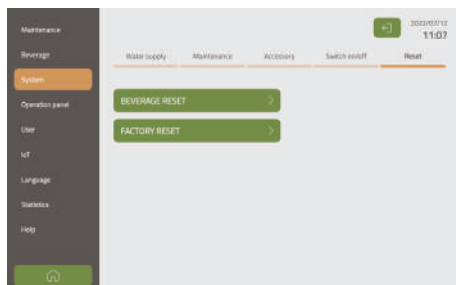 Maintenance
Beverage
System
Operation panel
User
IoT
Language
Statistics
Help
2022/07/12
11:07
Water supply
Maintenance
Accessory
Switch on/off
Reset
BEVERAGE RESET
FACTORY RESET